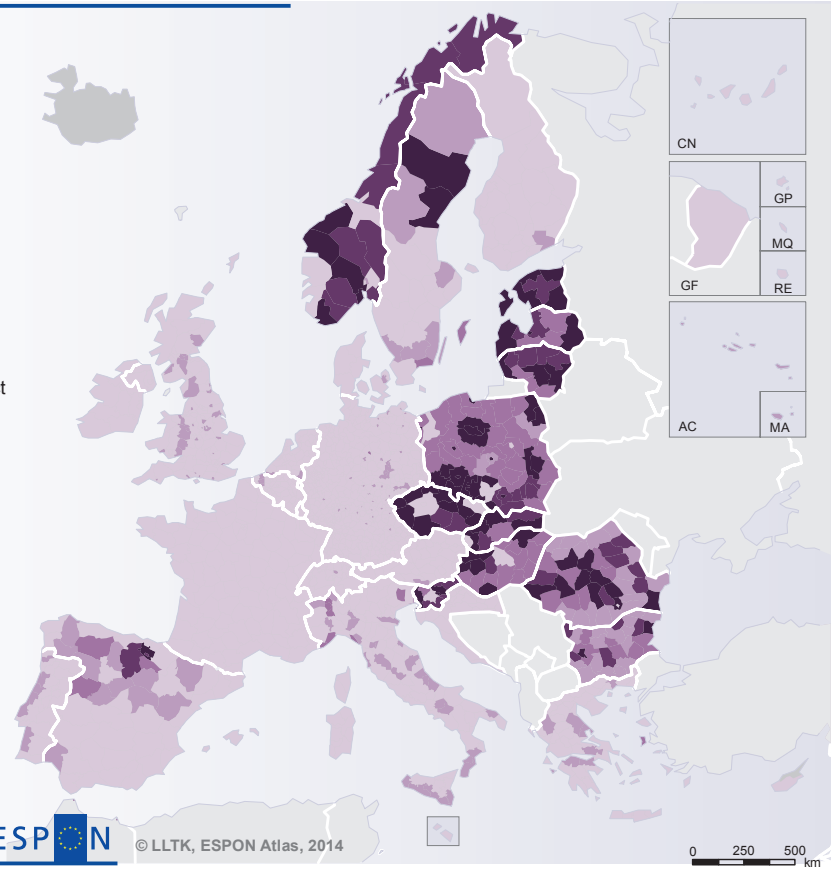 CN
GP
MQ
GF
RE
AC
MA
t
ESPON
© LLTK, ESPON Atlas, 2014
0 250 500
km